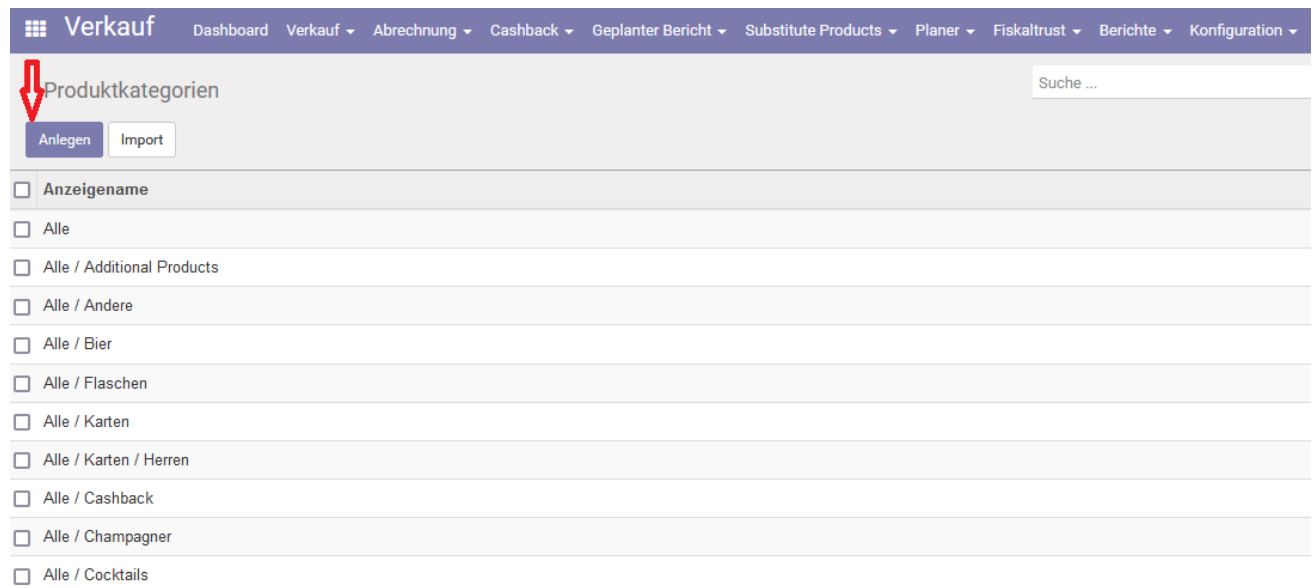 Verkauf Dashboard Verkauf Abrechnung Cashback Geplanter Bericht Substitute Products Planer Fiskaltrust Berichte Konfiguration
Produktkategorien Suche ...
Anlegen Import
Anzeigename
Alle
Alle / Additional Products
Alle / Andere
Alle / Bier
Alle / Flaschen
Alle / Karten
Alle / Karten / Herren
Alle / Cashback
Alle / Champagner
Alle / Cocktails